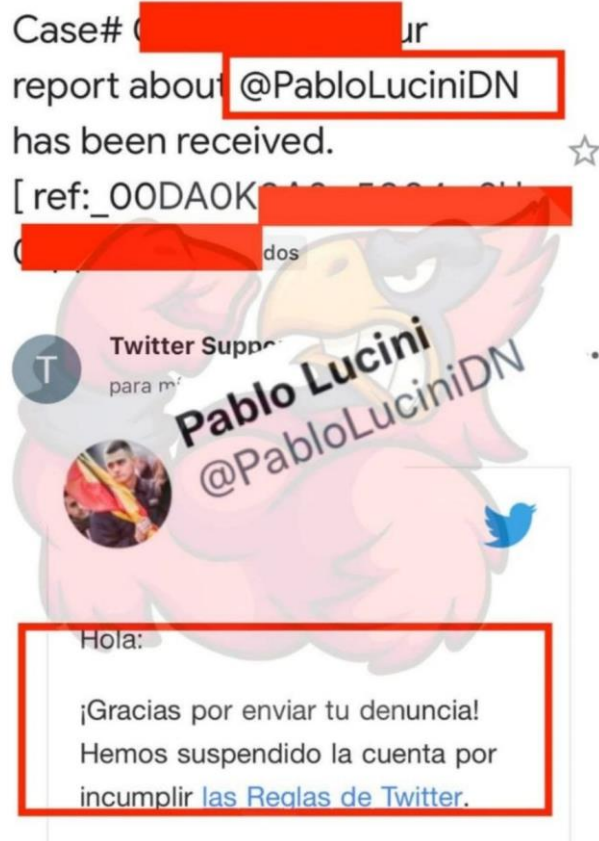 Case#
report about @PabloLuciniDN
has been received.
[ ref:_00DA0K
dos
T
Twitter
para
Pablo Lucini
@PabloLuciniDN
Hola:
¡Gracias por enviar tu denuncia!
Hemos suspendido la cuenta por
incumplir las Reglas de Twitter.